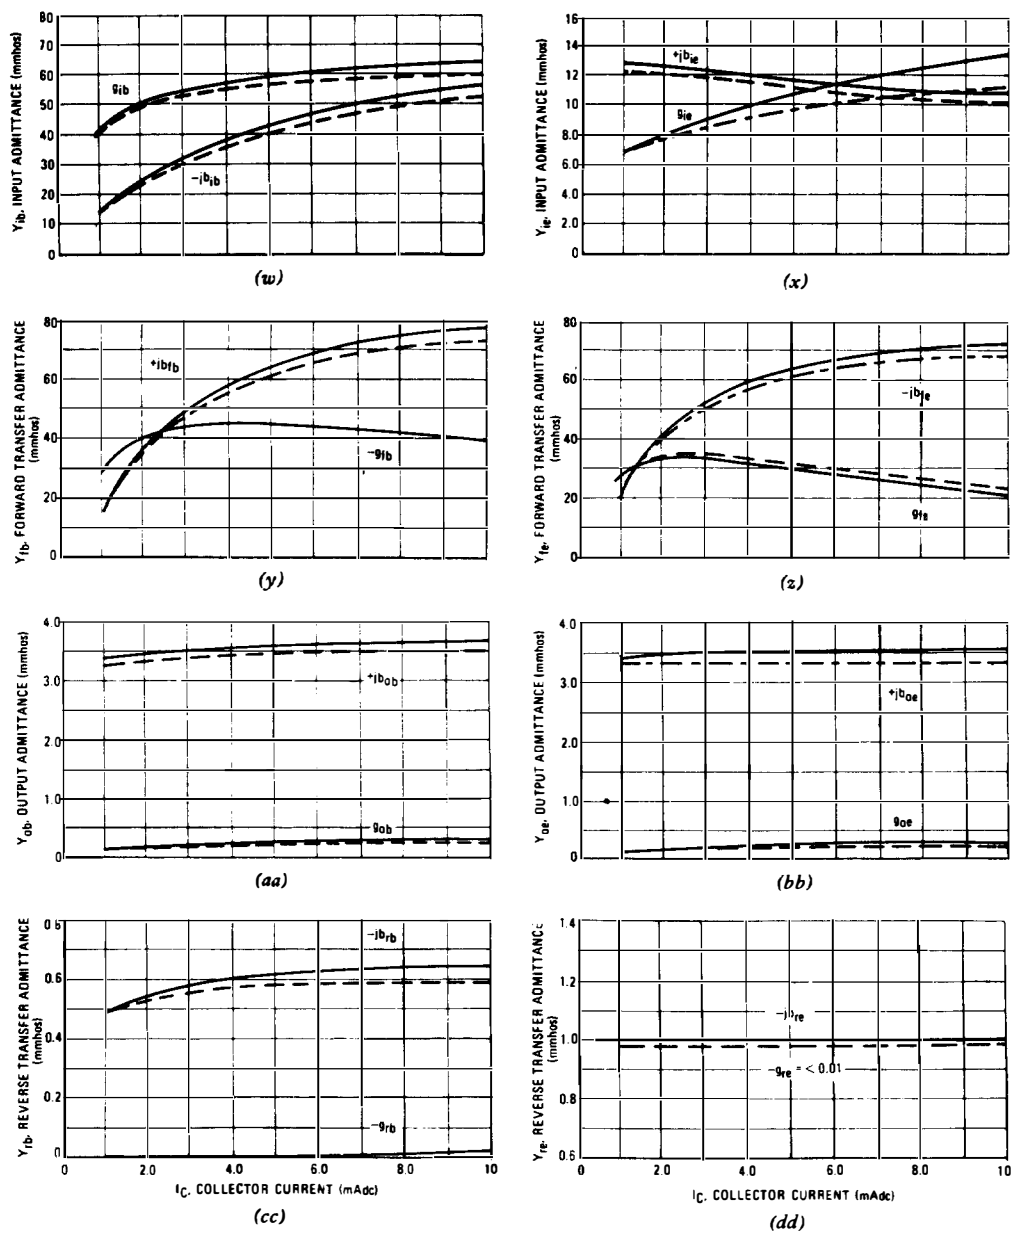 Yib, INPUT ADMITTANCE (mmhos)
80
70
60
50
40
30
20
10
0
gib
-jbib
(w)
Yie, INPUT ADMITTANCE (mmhos)
16
14
12
10
8.0
6.0
4.0
2.0
0
+jbie
gie
(x)
Yfb, FORWARD TRANSFER ADMITTANCE
(mmhos)
80
60
40
20
0
+jbfb
-gfb
(y)
Yfe, FORWARD TRANSFER ADMITTANCE
(mmhos)
80
60
40
20
0
-jbfe
gfe
(z)
Yob, OUTPUT ADMITTANCE (mmhos)
4.0
3.0
2.0
1.0
0
+jbob
gob
(aa)
Yoe, OUTPUT ADMITTANCE (mmhos)
4.0
3.0
2.0
1.0
0
+jboe
goe
(bb)
Yrb, REVERSE TRANSFER ADMITTANCE
(mmhos)
0.6
0.4
0.2
0
-jbrb
-grb
0 2.0 4.0 6.0 8.0 10
IC, COLLECTOR CURRENT (mAdc)
(cc)
Yre, REVERSE TRANSFER ADMITTANCE
(mmhos)
1.4
1.2
1.0
0.8
0.6
-jbre
-gre = < 0.01
0 2.0 4.0 6.0 8.0 10
IC, COLLECTOR CURRENT (mAdc)
(dd)